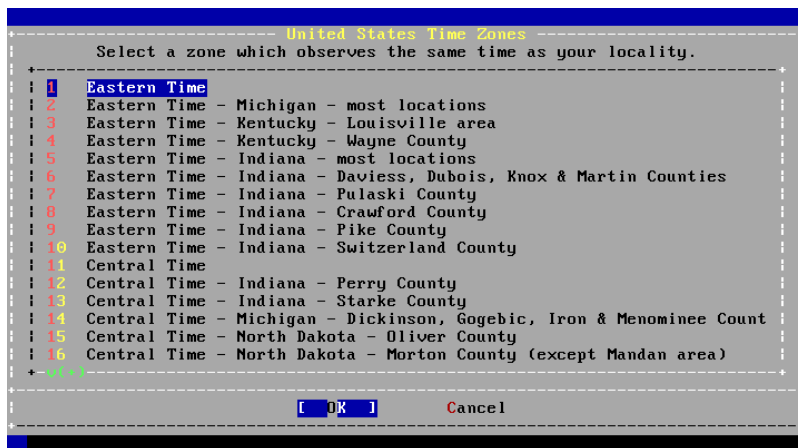 United States Time Zones
Select a zone which observes the same time as your locality.
1 Eastern Time
2 Eastern Time - Michigan - most locations
3 Eastern Time - Kentucky - Louisville area
4 Eastern Time - Kentucky - Wayne County
5 Eastern Time - Indiana - most locations
6 Eastern Time - Indiana - Daviess, Dubois, Knox & Martin Counties
7 Eastern Time - Indiana - Pulaski County
8 Eastern Time - Indiana - Crawford County
9 Eastern Time - Indiana - Pike County
10 Eastern Time - Indiana - Switzerland County
11 Central Time
12 Central Time - Indiana - Perry County
13 Central Time - Indiana - Starke County
14 Central Time - Michigan - Dickinson, Gogebic, Iron & Menominee Count
15 Central Time - North Dakota - Oliver County
16 Central Time - North Dakota - Morton County (except Mandan area)
v(+)
[ OK ] Cancel